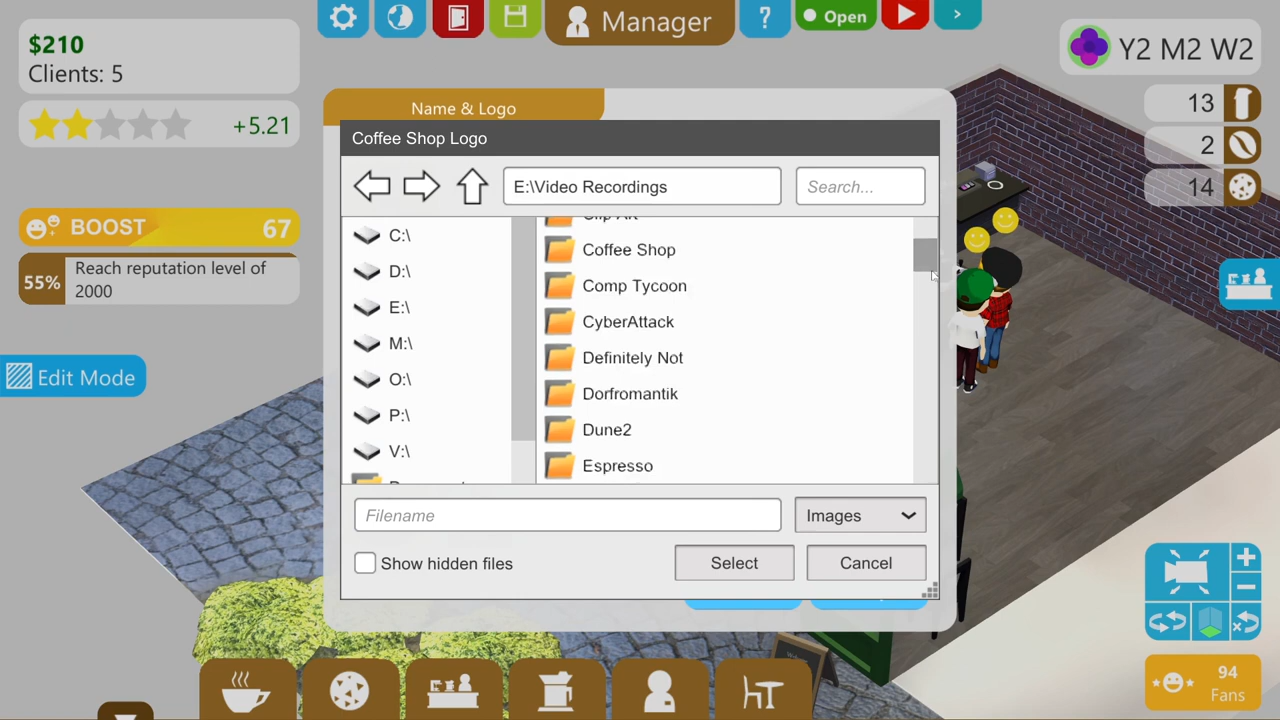 $210
Clients: 5
+5.21
BOOST 67
55% Reach reputation level of
2000
Edit Mode
Manager
?
Open
>
Y2 M2 W2
13
2
14
Name & Logo
Coffee Shop Logo
E:\Video Recordings
Search...
C:\
D:\
E:\
M:\
O:\
P:\
V:\
Clip Art
Coffee Shop
Comp Tycoon
CyberAttack
Definitely Not
Dorfromantik
Dune2
Espresso
Filename
Images
Show hidden files
Select
Cancel
94
Fans